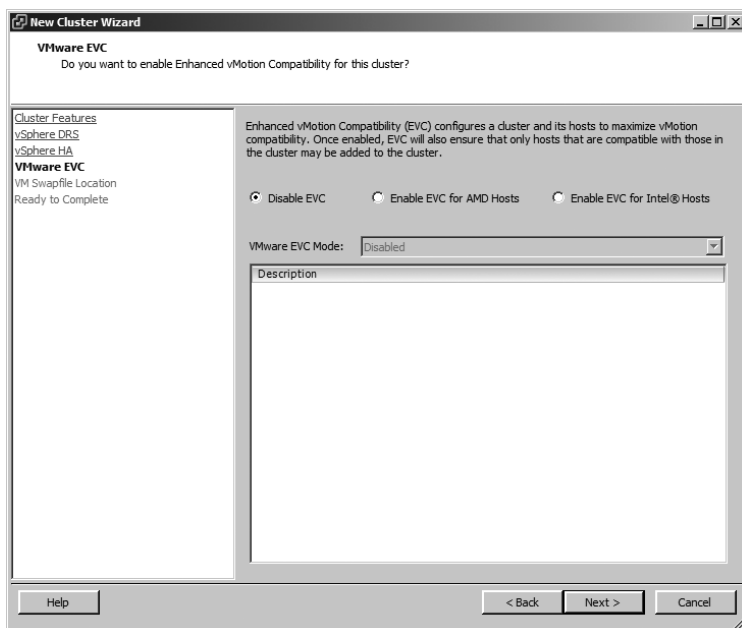 New Cluster Wizard
VMware EVC
Do you want to enable Enhanced vMotion Compatibility for this cluster?
Cluster Features
vSphere DRS
vSphere HA
VMware EVC
VM Swapfile Location
Ready to Complete
Enhanced vMotion Compatibility (EVC) configures a cluster and its hosts to maximize vMotion
compatibility. Once enabled, EVC will also ensure that only hosts that are compatible with those in
the cluster may be added to the cluster.
Disable EVC Enable EVC for AMD Hosts Enable EVC for Intel® Hosts
VMware EVC Mode: Disabled
Description
Help < Back Next > Cancel